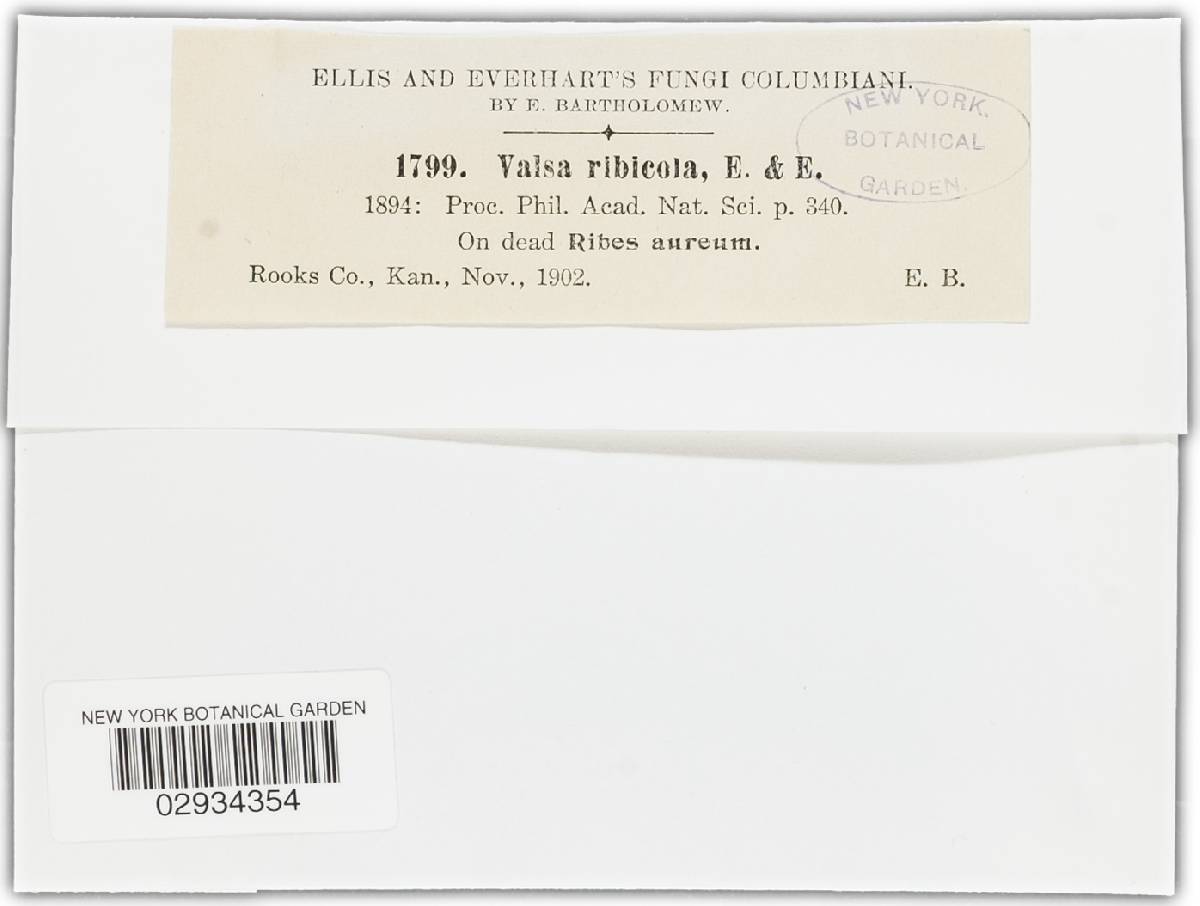 ELLIS AND EVERHART'S FUNGI COLUMBIANI.
BY E. BARTHOLOMEW.
NEW YORK.
BOTANICAL
GARDEN.
1799. Valsa ribicola, E. & E.
1894: Proc. Phil. Acad. Nat. Sci. p. 340.
On dead Ribes aureum.
Rooks Co., Kan., Nov., 1902. E. B.
NEW YORK BOTANICAL GARDEN
02934354